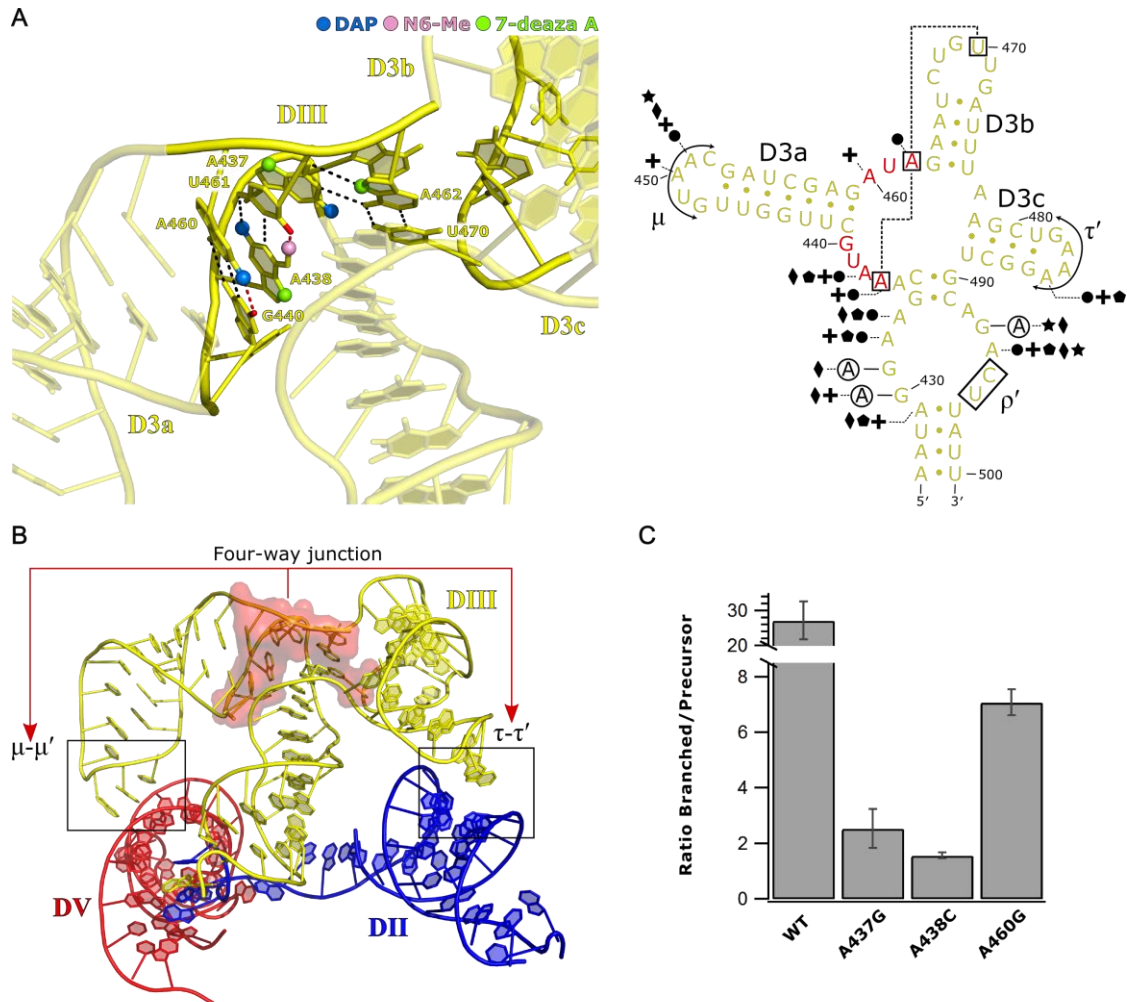 A
DAP N6-Me 7-deaza A
D3b
DIII
A437
U461
A460
A462
U470
A438
G440
D3a
D3c
G U
U
470
U
U
C
G
U
A
A
U
D3b
A
U
G
U
A
U
A
460
D3a
A C G A U C G A G
450
A
U G U U G G U U C
μ
440
G
U
A
A
A C G
490
G C
A
D3c
480
G C U G
A
A
A
U C G G
τ′
A
G
A
G
A
A
G
A
A
G
430
C
U
ρ′
A U
U A
A U
A U
500
5′ 3′
B
Four-way junction
DIII
μ-μ′
τ-τ′
DV
DII
C
Ratio Branched/Precursor
30
20
8
6
4
2
0
WT
A437G
A438C
A460G